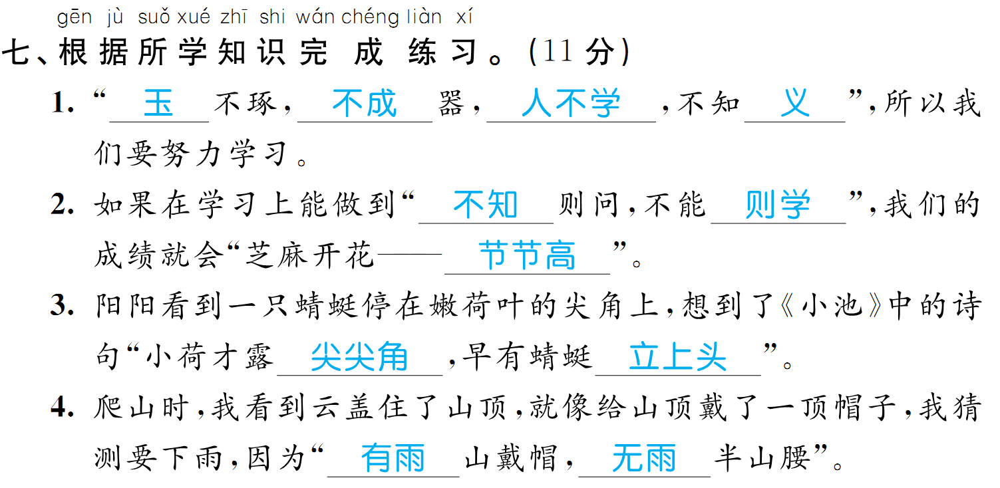 gēn jù suǒ xué zhī shi wán chéng liàn xí
七、根据所学知识完成练习。(11分)
1. “玉不琢,不成器,人不学,不知义”,所以我
们要努力学习。
2. 如果在学习上能做到“不知则问,不能则学”,我们的
成绩就会“芝麻开花——节节高”。
3. 阳阳看到一只蜻蜓停在嫩荷叶的尖角上,想到了《小池》中的诗
句“小荷才露尖尖角,早有蜻蜓立上头”。
4. 爬山时,我看到云盖住了山顶,就像给山顶戴了一顶帽子,我猜
测要下雨,因为“有雨山戴帽,无雨半山腰”。